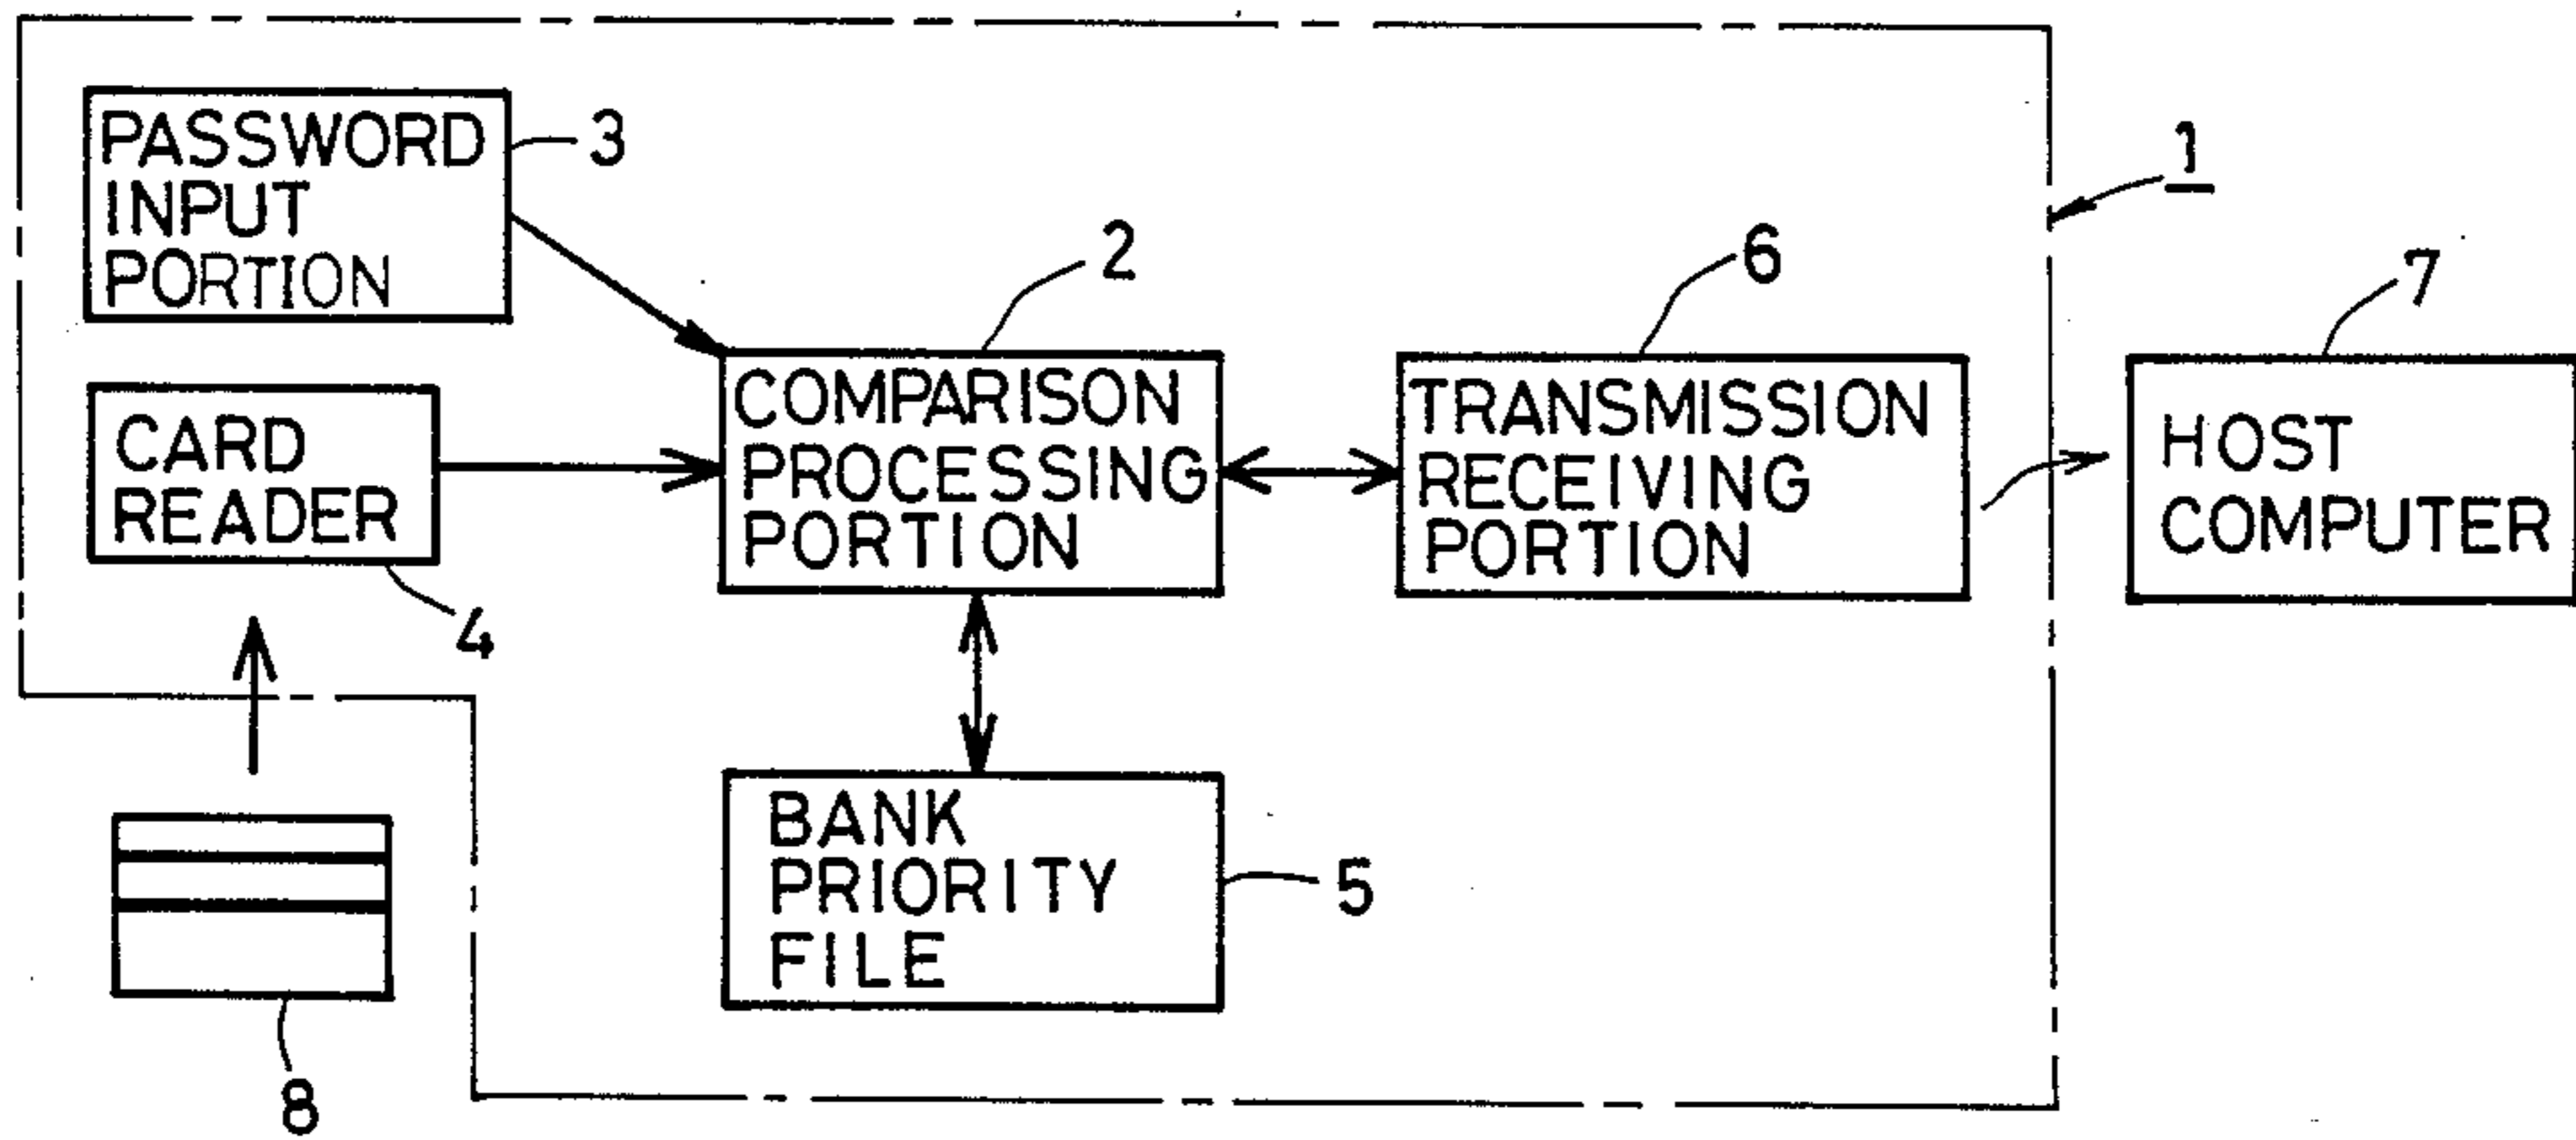 PASSWORD
INPUT
PORTION
3
1
2
6
7
CARD
READER
4
COMPARISON
PROCESSING
PORTION
TRANSMISSION
RECEIVING
PORTION
HOST
COMPUTER
BANK
PRIORITY
FILE
5
8